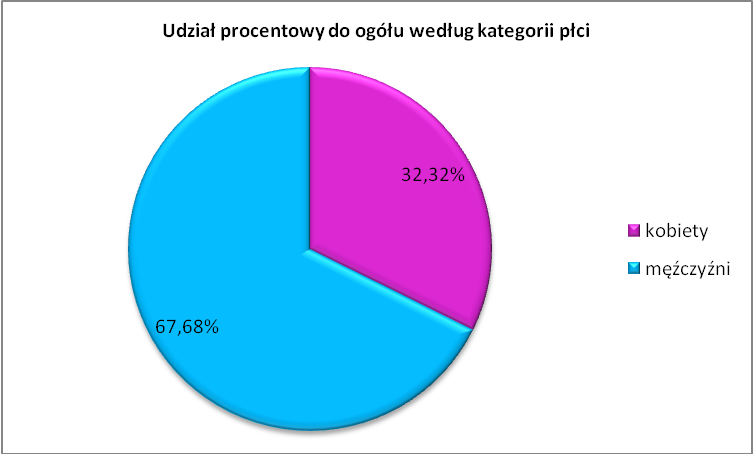 Udział procentowy do ogółu według kategorii płci
32,32%
kobiety
mężczyźni
67,68%